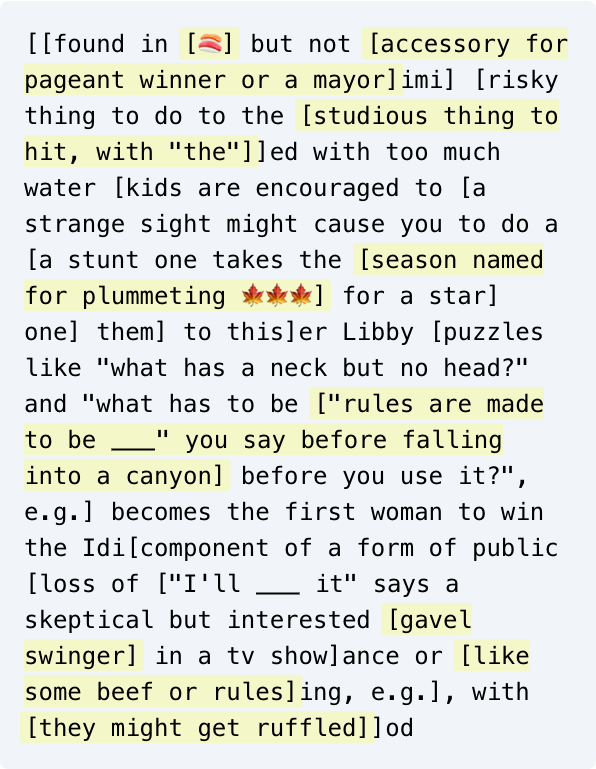 [[found in [🍣] but not [accessory for
pageant winner or a mayor]imi] [risky
thing to do to the [studious thing to
hit, with "the"]]ed with too much
water [kids are encouraged to [a
strange sight might cause you to do a
[a stunt one takes the [season named
for plummeting 🍁🍁🍁] for a star]
one] them] to this]er Libby [puzzles
like "what has a neck but no head?"
and "what has to be ["rules are made
to be ___" you say before falling
into a canyon] before you use it?",
e.g.] becomes the first woman to win
the Idi[component of a form of public
[loss of ["I'll ___ it" says a
skeptical but interested [gavel
swinger] in a tv show]ance or [like
some beef or rules]ing, e.g.], with
[they might get ruffled]]od